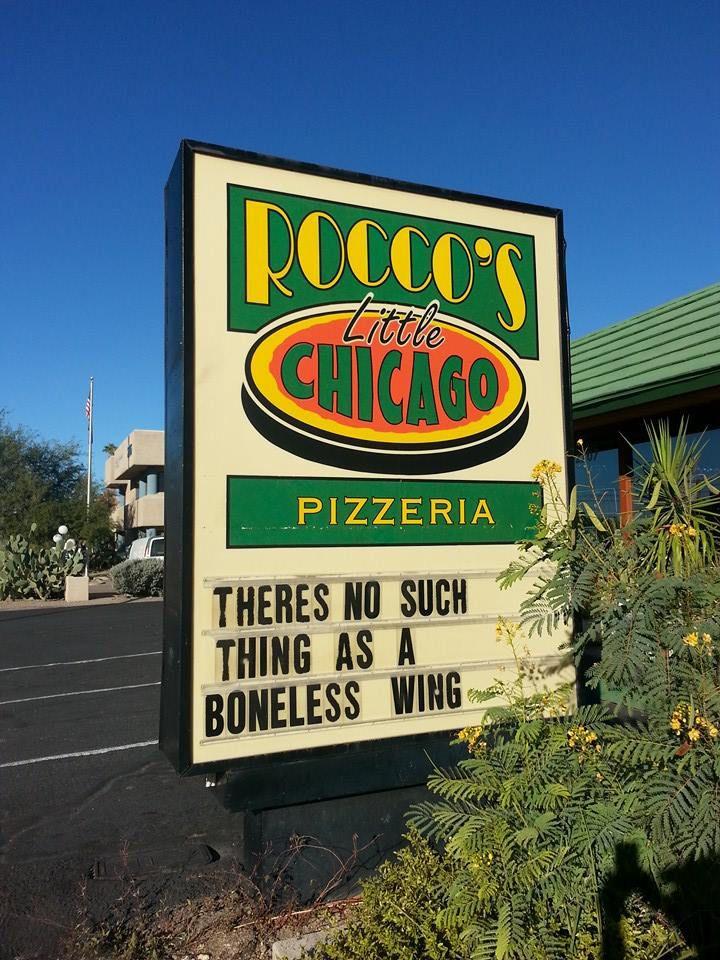 ROCCO'S
Little
CHICAGO
PIZZERIA
THERES NO SUCH
THING AS A
BONELESS WING